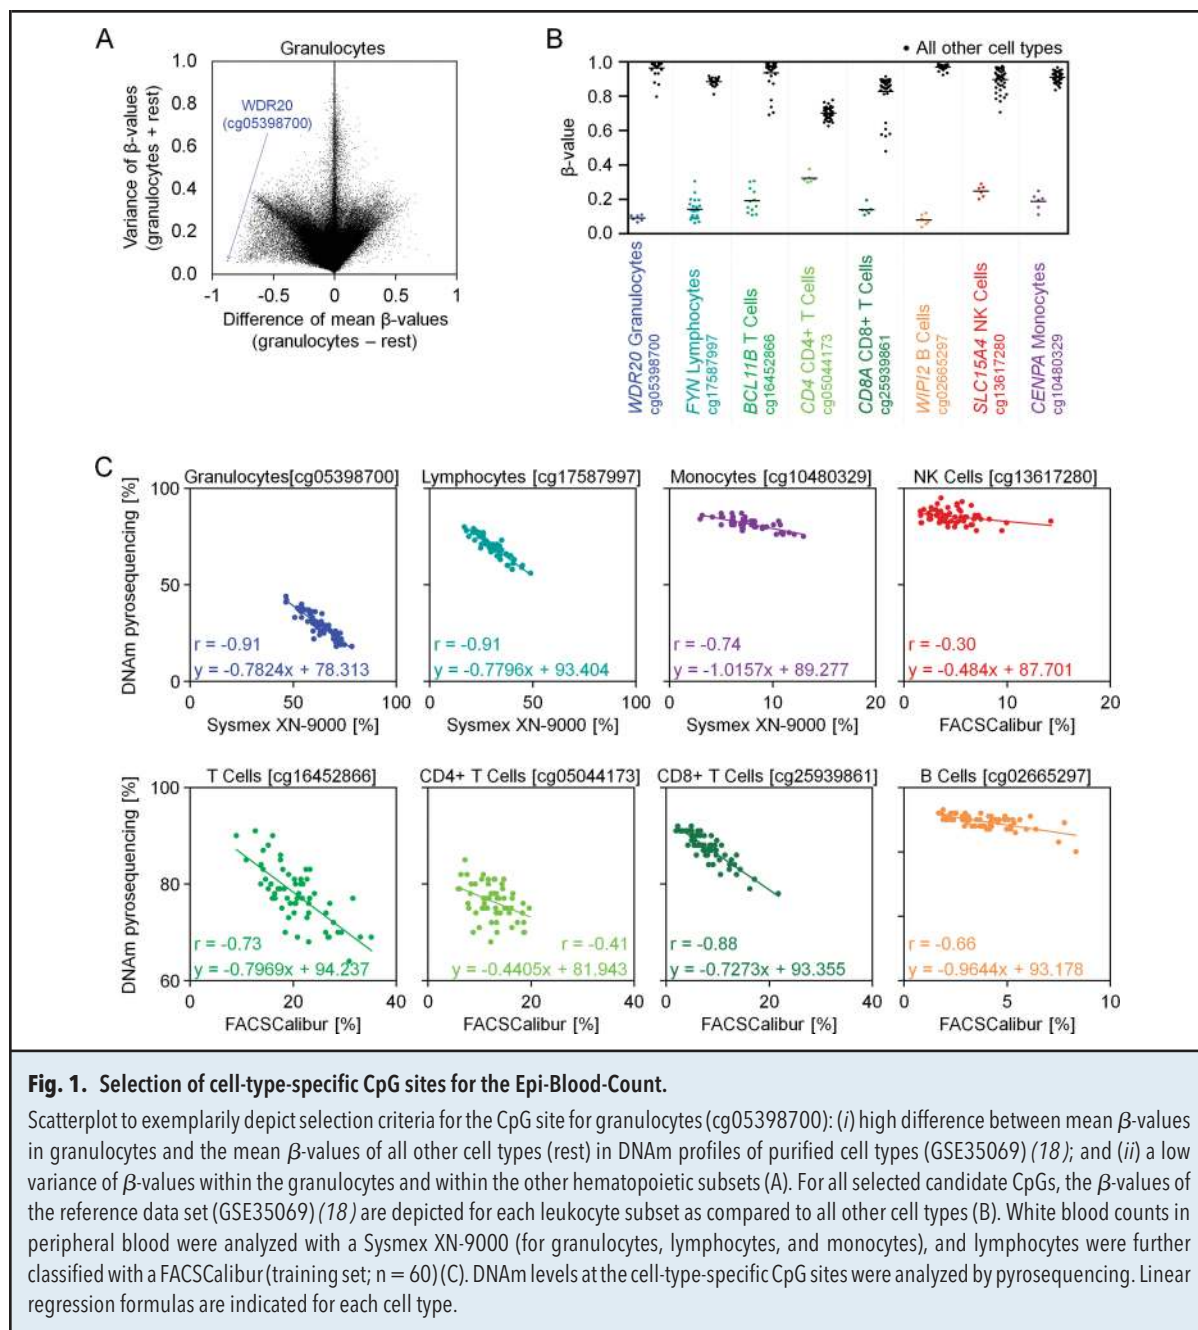 A
Granulocytes
Variance of β-values
(granulocytes + rest)
1.0
0.8
0.6
0.4
0.2
0.0
WDR20
(cg05398700)
-1
-0.5
0
0.5
1
Difference of mean β-values
(granulocytes – rest)
B
• All other cell types
β-value
1.0
0.8
0.6
0.4
0.2
0.0
WDR20 Granulocytes
cg05398700
FYN Lymphocytes
cg17587997
BCL11B T Cells
cg16452866
CD4 CD4+ T Cells
cg05044173
CD8A CD8+ T Cells
cg25939861
WIPI2 B Cells
cg02665297
SLC15A4 NK Cells
cg13617280
CENPA Monocytes
cg10480329
C
Granulocytes[cg05398700]
DNAm pyrosequencing [%]
100
50
0
r = -0.91
y = -0.7824x + 78.313
0
50
100
Sysmex XN-9000 [%]
Lymphocytes [cg17587997]
r = -0.91
y = -0.7796x + 93.404
0
50
100
Sysmex XN-9000 [%]
Monocytes [cg10480329]
r = -0.74
y = -1.0157x + 89.277
0
10
20
Sysmex XN-9000 [%]
NK Cells [cg13617280]
r = -0.30
y = -0.484x + 87.701
0
10
20
FACSCalibur [%]
T Cells [cg16452866]
DNAm pyrosequencing [%]
100
80
60
r = -0.73
y = -0.7969x + 94.237
0
20
40
FACSCalibur [%]
CD4+ T Cells [cg05044173]
r = -0.41
y = -0.4405x + 81.943
0
20
40
FACSCalibur [%]
CD8+ T Cells [cg25939861]
r = -0.88
y = -0.7273x + 93.355
0
20
40
FACSCalibur [%]
B Cells [cg02665297]
r = -0.66
y = -0.9644x + 93.178
0
5
10
FACSCalibur [%]
Fig. 1. Selection of cell-type-specific CpG sites for the Epi-Blood-Count.
Scatterplot to exemplarily depict selection criteria for the CpG site for granulocytes (cg05398700): (i) high difference between mean β-values
in granulocytes and the mean β-values of all other cell types (rest) in DNAm profiles of purified cell types (GSE35069) (18); and (ii) a low
variance of β-values within the granulocytes and within the other hematopoietic subsets (A). For all selected candidate CpGs, the β-values of
the reference data set (GSE35069) (18) are depicted for each leukocyte subset as compared to all other cell types (B). White blood counts in
peripheral blood were analyzed with a Sysmex XN-9000 (for granulocytes, lymphocytes, and monocytes), and lymphocytes were further
classified with a FACSCalibur (training set; n = 60) (C). DNAm levels at the cell-type-specific CpG sites were analyzed by pyrosequencing. Linear
regression formulas are indicated for each cell type.